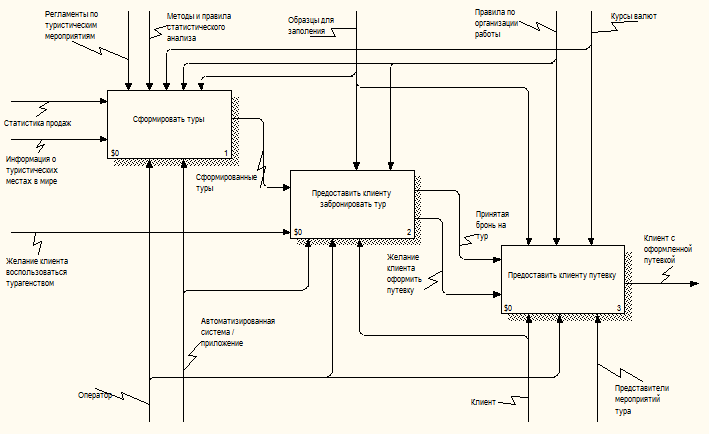 Регламенты по
туристическим
мероприятиям
Методы и правила
статистического
анализа
Образцы для
заполения
Правила по
организации
работы
Курсы валют
Статистика продаж
Информация о
туристических
местах в мире
Сформировать туры
$0
1
Сформированные
туры
Предоставить клиенту
забронировать тур
$0
2
Желание клиента
воспользоваться
турагенством
Принятая
бронь на
тур
Желание
клиента
оформить
путевку
Клиент с
оформленной
путевкой
Предоставить клиенту путевку
$0
3
Автоматизированная
система /
приложение
Оператор
Клиент
Представители
мероприятий
тура